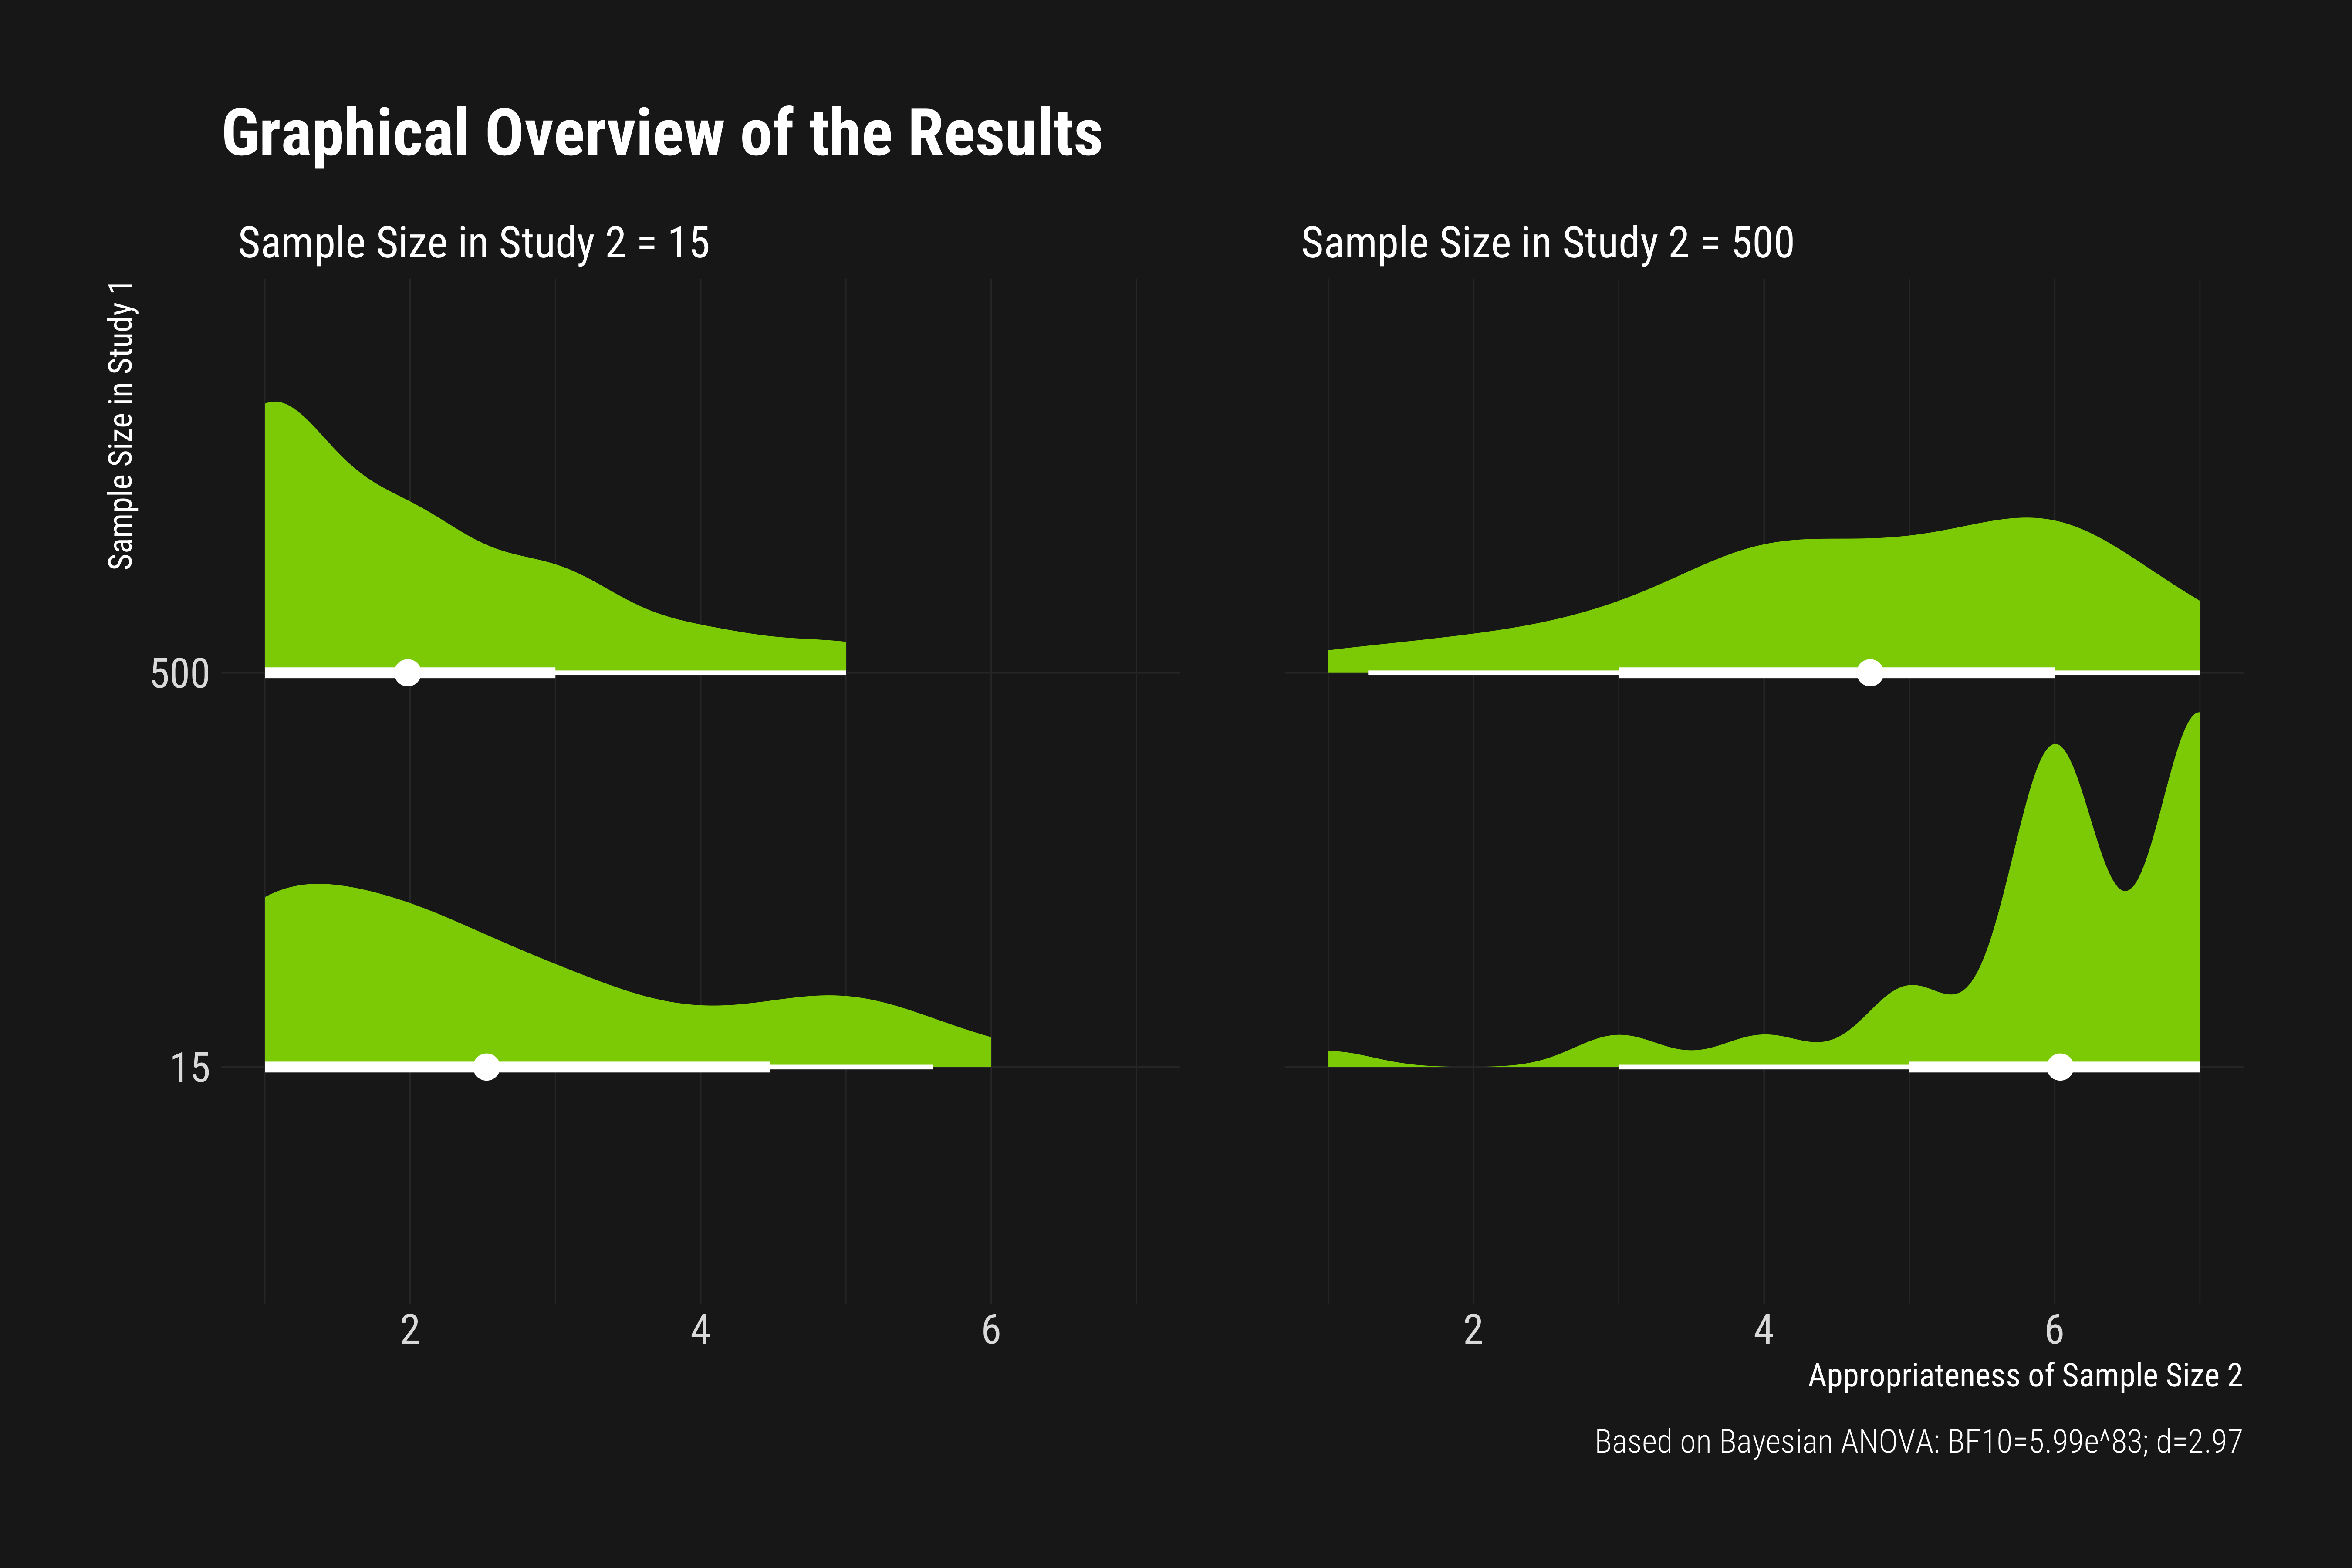 Graphical Overview of the Results
Sample Size in Study 2 = 15
Sample Size in Study 2 = 500
Sample Size in Study 1
500
15
2
4
6
2
4
6
Appropriateness of Sample Size 2
Based on Bayesian ANOVA: BF10=5.99e^83; d=2.97